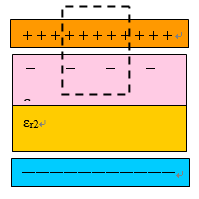 + + + + + + + + + + + + ↵
— — — —
εr2↵
———————————— ↵